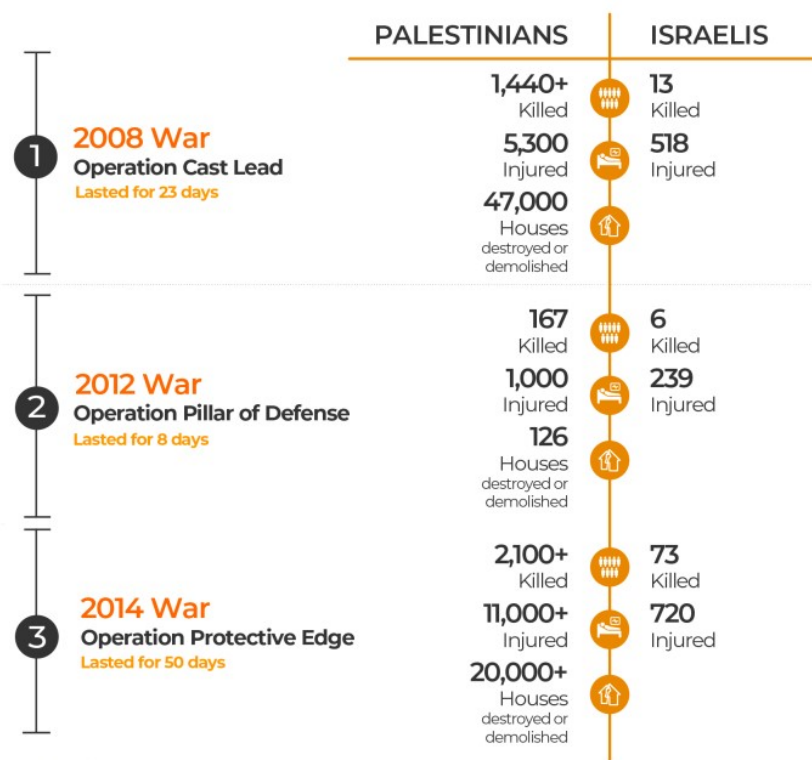 PALESTINIANS ISRAELIS
1
2008 War
Operation Cast Lead
Lasted for 23 days
1,440+ 13
Killed Killed
5,300 518
Injured Injured
47,000
Houses
destroyed or
demolished
2
2012 War
Operation Pillar of Defense
Lasted for 8 days
167 6
Killed Killed
1,000 239
Injured Injured
126
Houses
destroyed or
demolished
3
2014 War
Operation Protective Edge
Lasted for 50 days
2,100+ 73
Killed Killed
11,000+ 720
Injured Injured
20,000+
Houses
destroyed or
demolished